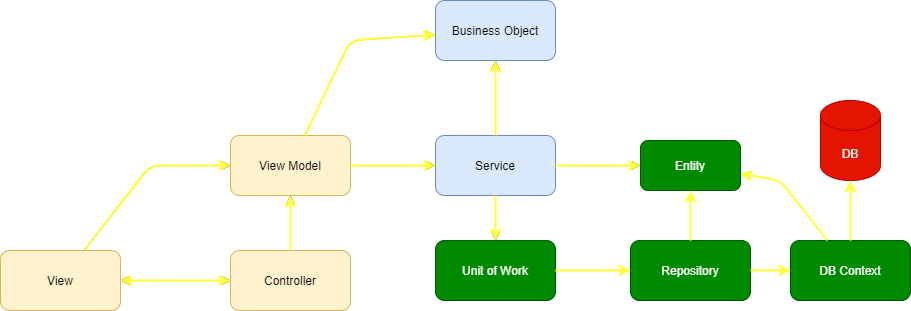 Business Object
View Model
Service
Entity
DB
View
Controller
Unit of Work
Repository
DB Context